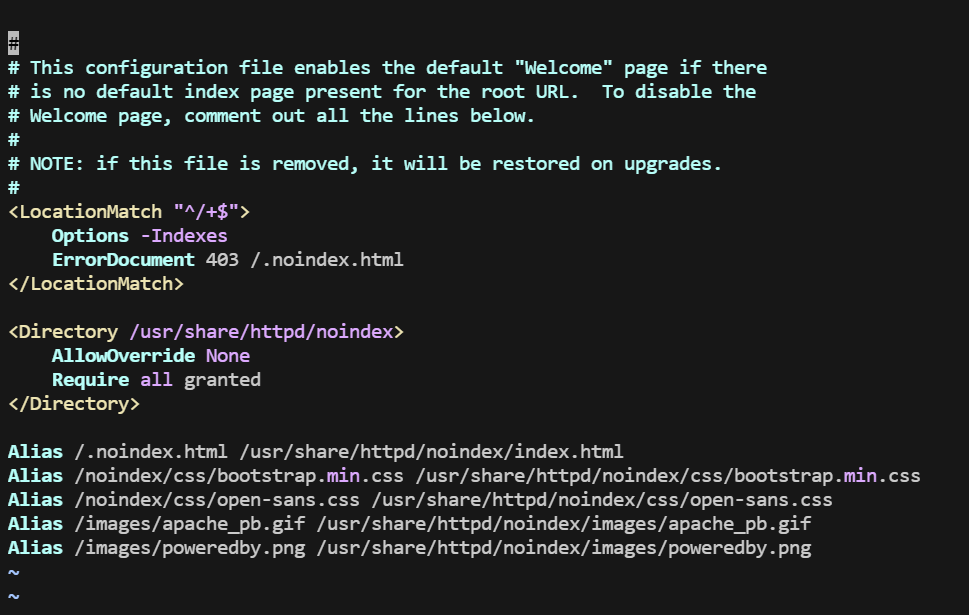 #
# This configuration file enables the default "Welcome" page if there
# is no default index page present for the root URL.  To disable the
# Welcome page, comment out all the lines below.
#
# NOTE: if this file is removed, it will be restored on upgrades.
#
<LocationMatch "^/+$">
    Options -Indexes
    ErrorDocument 403 /.noindex.html
</LocationMatch>

<Directory /usr/share/httpd/noindex>
    AllowOverride None
    Require all granted
</Directory>

Alias /.noindex.html /usr/share/httpd/noindex/index.html
Alias /noindex/css/bootstrap.min.css /usr/share/httpd/noindex/css/bootstrap.min.css
Alias /noindex/css/open-sans.css /usr/share/httpd/noindex/css/open-sans.css
Alias /images/apache_pb.gif /usr/share/httpd/noindex/images/apache_pb.gif
Alias /images/poweredby.png /usr/share/httpd/noindex/images/poweredby.png
~
~